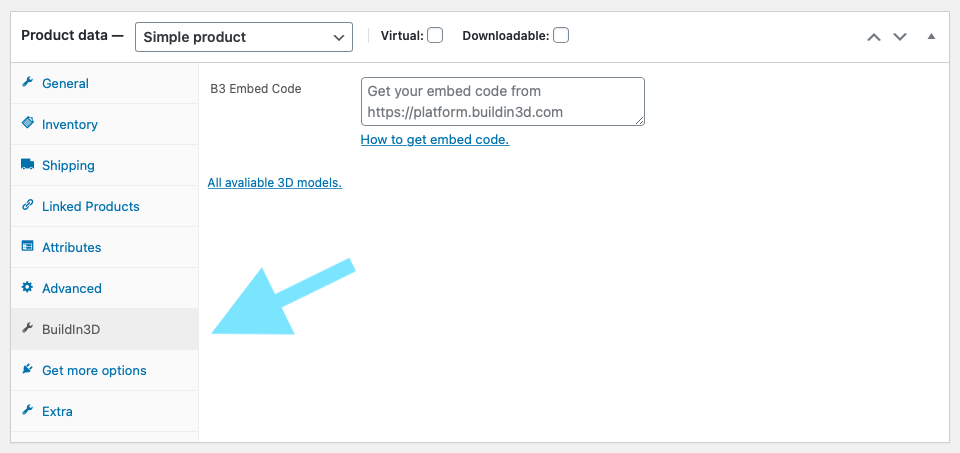 Product data — Simple product Virtual: Downloadable:
General
Inventory
Shipping
Linked Products
Attributes
Advanced
BuildIn3D
Get more options
Extra
B3 Embed Code
Get your embed code from
https://platform.buildin3d.com
How to get embed code.
All avaliable 3D models.